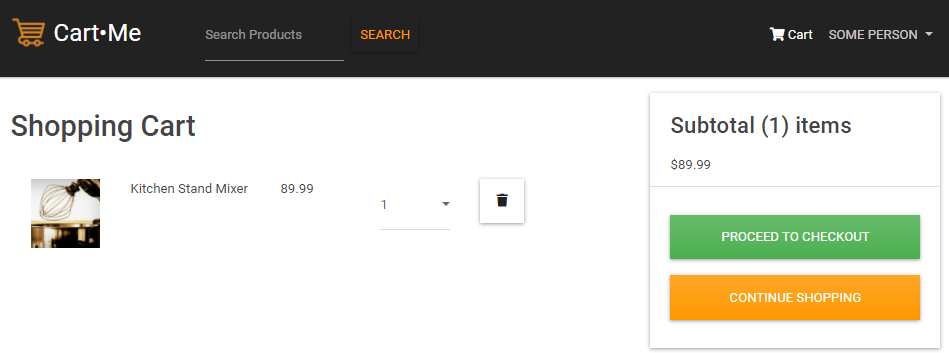 Cart•Me
Search Products
SEARCH
Cart
SOME PERSON
Shopping Cart
Kitchen Stand Mixer
89.99
1
Subtotal (1) items
$89.99
PROCEED TO CHECKOUT
CONTINUE SHOPPING